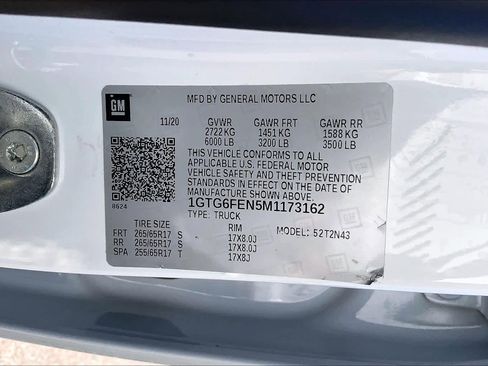 GM
MFD BY GENERAL MOTORS LLC
11/20 GVWR GAWR FRT GAWR RR
2722 KG 1451 KG 1588 KG
6000 LB 3200 LB 3500 LB
THIS VEHICLE CONFORMS TO ALL
APPLICABLE U.S. FEDERAL MOTOR
VEHICLE SAFETY AND THEFT PREVENTION
STANDARDS IN EFFECT ON THE DATE OF
MANUFACTURE SHOWN ABOVE.
8624 1GTG6FEN5M1173162
TYPE: TRUCK
TIRE SIZE RIM MODEL: 52T2N43
FRT 265/65R17 S 17X8.0J
RR 265/65R17 S 17X8.0J
SPA 255/65R17 T 17X8J